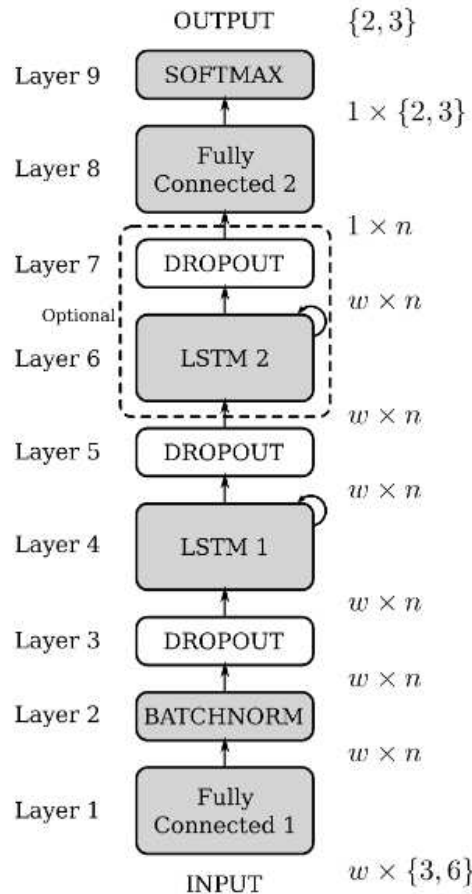 OUTPUT {2, 3}
Layer 9 SOFTMAX
1 × {2, 3}
Layer 8 Fully
Connected 2
1 × n
Layer 7 DROPOUT
w × n
Optional
Layer 6 LSTM 2
w × n
Layer 5 DROPOUT
w × n
Layer 4 LSTM 1
w × n
Layer 3 DROPOUT
w × n
Layer 2 BATCHNORM
w × n
Layer 1 Fully
Connected 1
INPUT w × {3, 6}